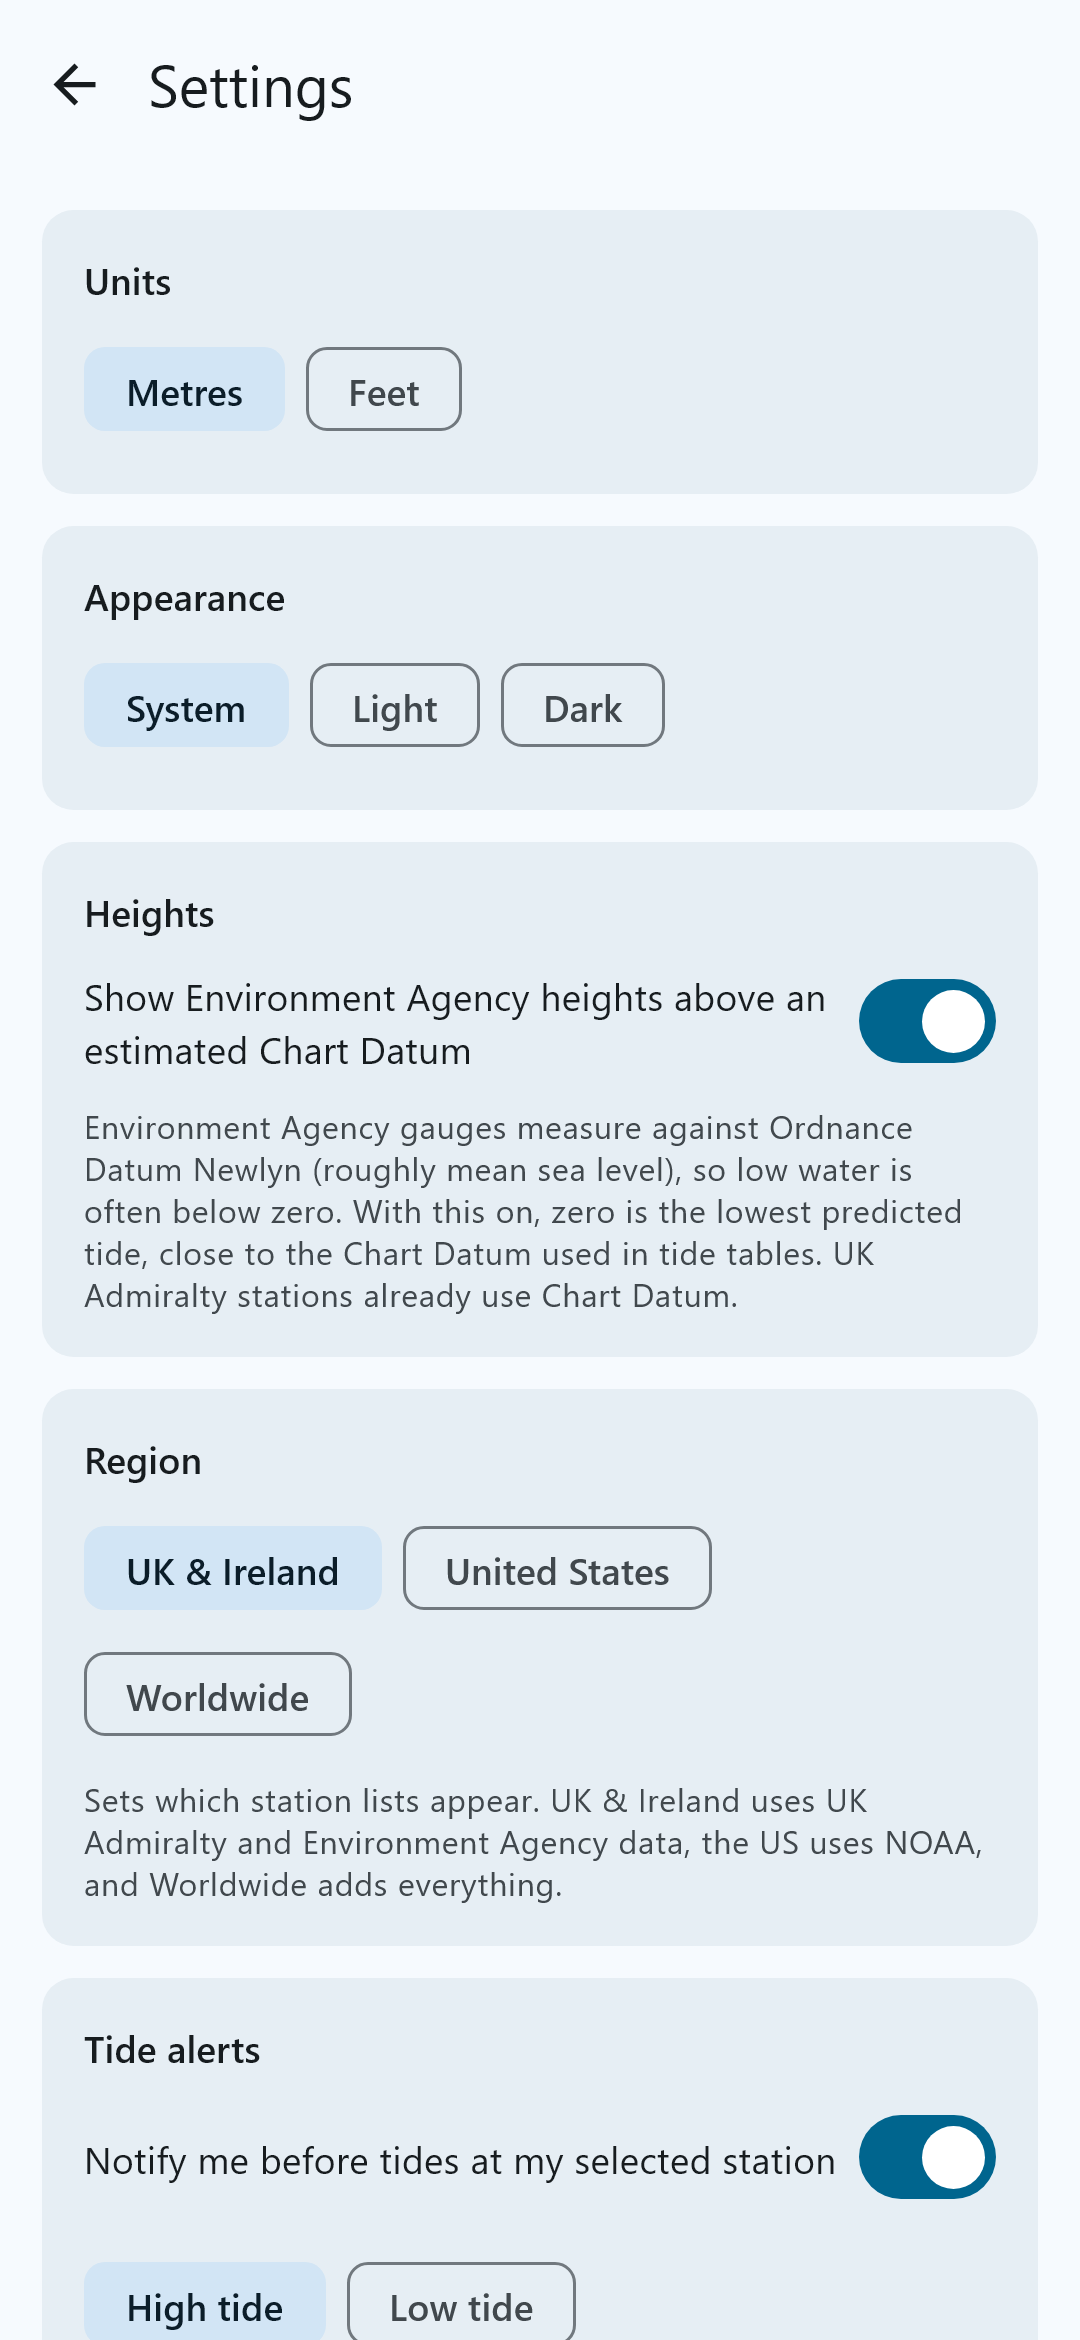 Settings
Units
Metres
Feet
Appearance
System
Light
Dark
Heights
Show Environment Agency heights above an
estimated Chart Datum
Environment Agency gauges measure against Ordnance
Datum Newlyn (roughly mean sea level), so low water is
often below zero. With this on, zero is the lowest predicted
tide, close to the Chart Datum used in tide tables. UK
Admiralty stations already use Chart Datum.
Region
UK & Ireland
United States
Worldwide
Sets which station lists appear. UK & Ireland uses UK
Admiralty and Environment Agency data, the US uses NOAA,
and Worldwide adds everything.
Tide alerts
Notify me before tides at my selected station
High tide
Low tide